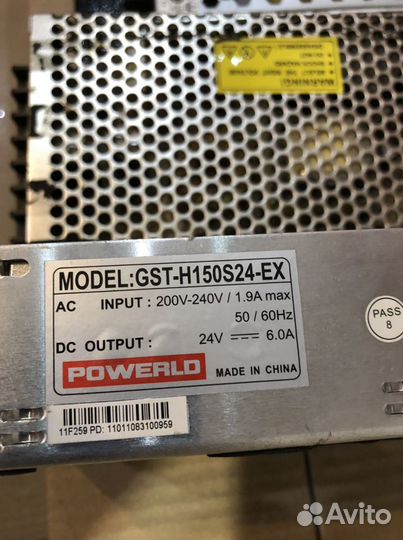 WARNING
MODEL:GST-H150S24-EX
AC INPUT : 200V-240V / 1.9A max
50 / 60Hz
DC OUTPUT : 24V 6.0A
POWERLD
MADE IN CHINA
PASS
8
11F259 PD: 11011083100959
Avito